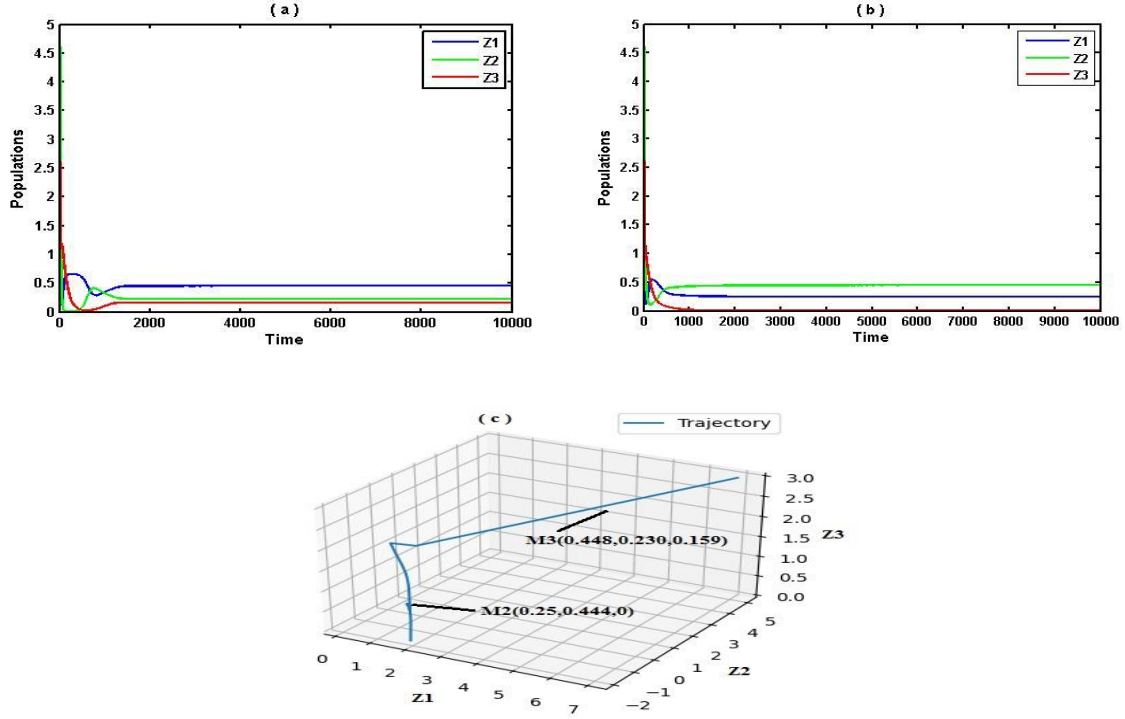 ( a )
5
4.5
4
3.5
3
2.5
2
1.5
1
0.5
0
Populations
0 2000 4000 6000 8000 10000
Time
Z1
Z2
Z3
( b )
5
4.5
4
3.5
3
2.5
2
1.5
1
0.5
0
Populations
0 1000 2000 3000 4000 5000 6000 7000 8000 9000 10000
Time
Z1
Z2
Z3
( c )
Trajectory
M3(0.448,0.230,0.159)
M2(0.25,0.444,0)
3.0
2.5
2.0
1.5
1.0
0.5
0.0
Z3
5
4
3
2
1
0
−1
−2
Z2
0 1 2 3 4 5 6 7
Z1